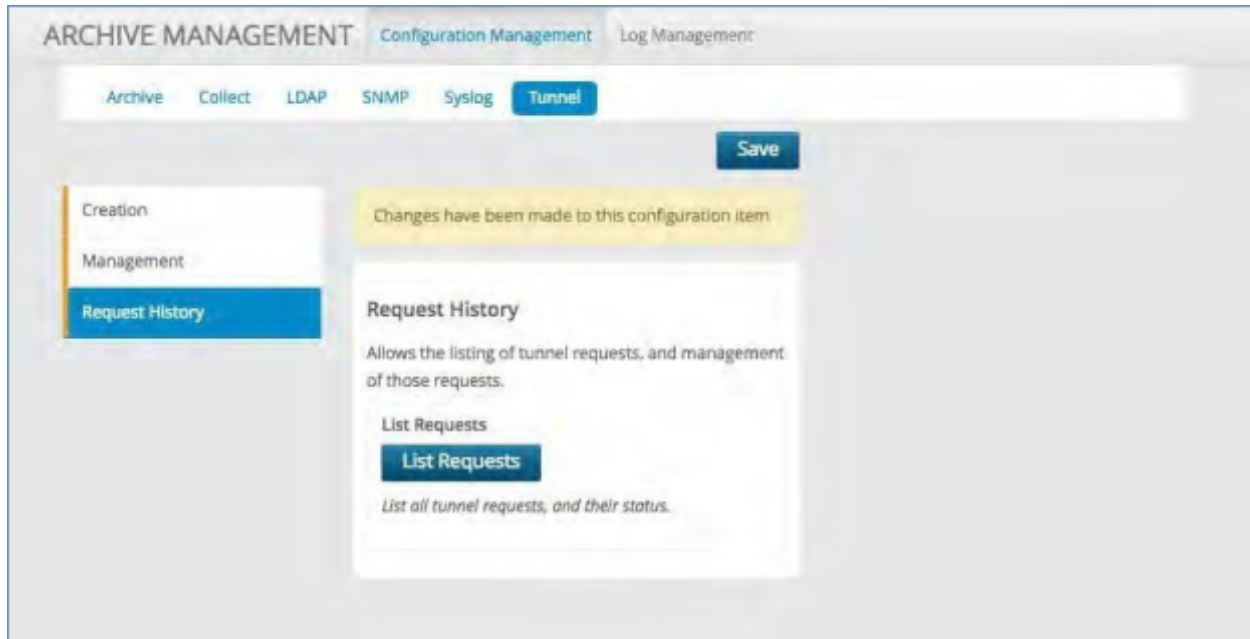 ARCHIVE MANAGEMENT Configuration Management Log Management
Archive Collect LDAP SNMP Syslog Tunnel
Save
Creation
Management
Request History
Changes have been made to this configuration item
Request History
Allows the listing of tunnel requests, and management
of those requests.
List Requests
List Requests
List all tunnel requests, and their status.